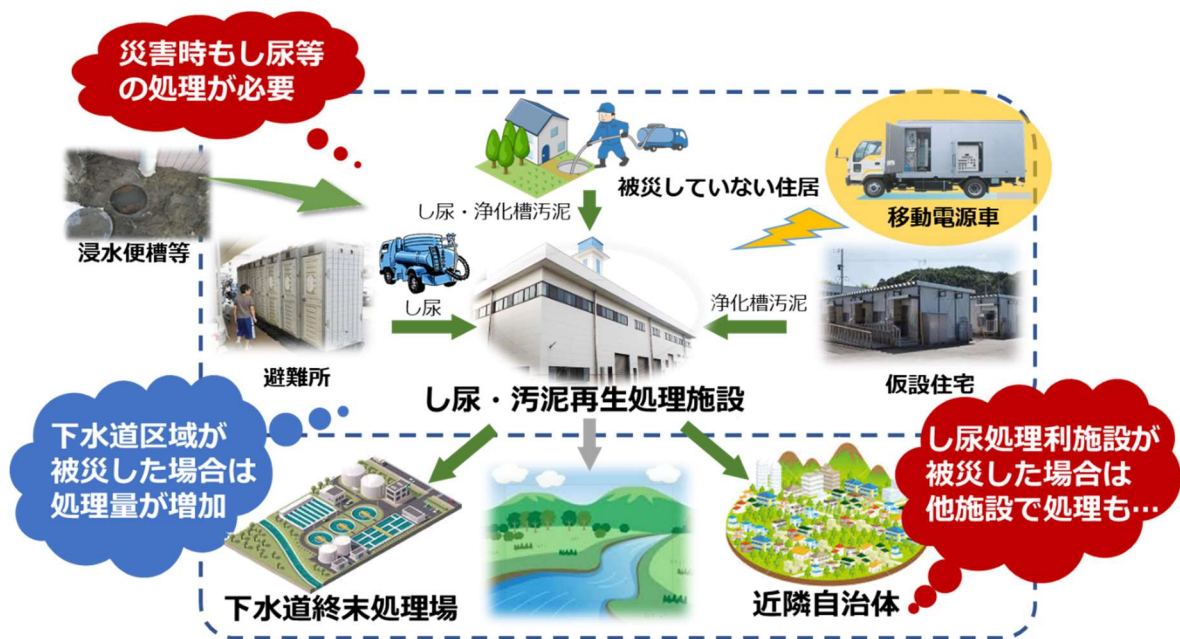 災害時もし尿等
の処理が必要
被災していない住居
移動電源車
し尿・浄化槽汚泥
浸水便槽等
し尿
浄化槽汚泥
避難所
仮設住宅
し尿・汚泥再生処理施設
下水道区域が
被災した場合は
処理量が増加
し尿処理利施設が
被災した場合は
他施設で処理も…
下水道終末処理場
近隣自治体